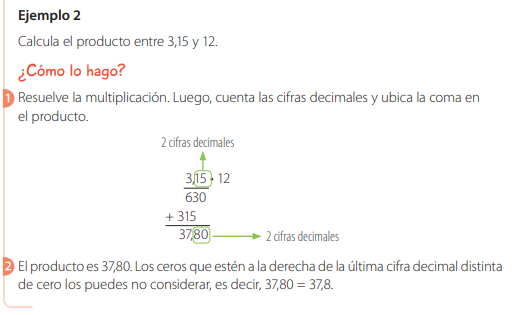 Ejemplo 2
Calcula el producto entre 3,15 y 12.
¿Cómo lo hago?
1 Resuelve la multiplicación. Luego, cuenta las cifras decimales y ubica la coma en
el producto.
2 cifras decimales
3,15 · 12
630
+ 315
37,80 2 cifras decimales
2 El producto es 37,80. Los ceros que estén a la derecha de la última cifra decimal distinta
de cero los puedes no considerar, es decir, 37,80 = 37,8.